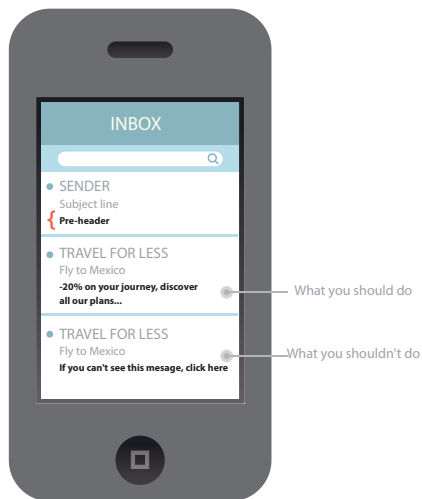 INBOX
SENDER
Subject line
{ Pre-header
TRAVEL FOR LESS
Fly to Mexico
-20% on your journey, discover
all our plans...
What you should do
TRAVEL FOR LESS
Fly to Mexico
If you can't see this mesage, click here
What you shouldn't do